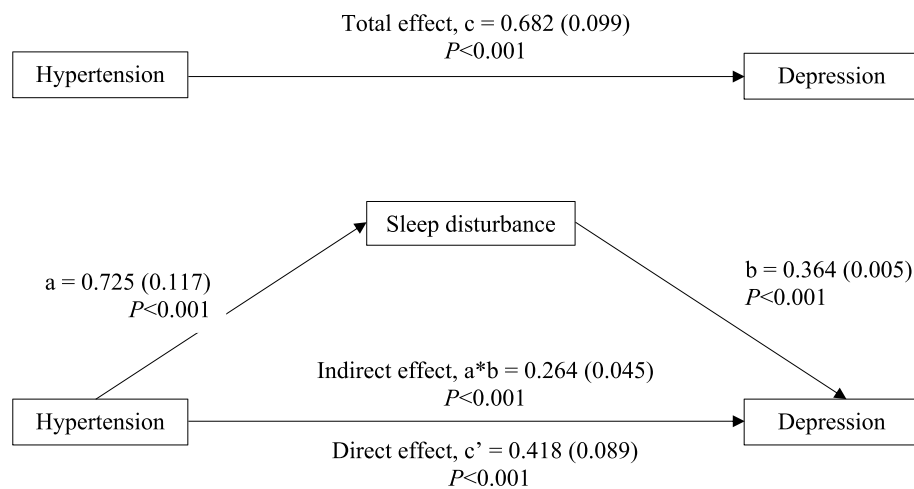 Total effect, c = 0.682 (0.099)
P<0.001
Hypertension
Depression
Sleep disturbance
a = 0.725 (0.117)
P<0.001
b = 0.364 (0.005)
P<0.001
Indirect effect, a*b = 0.264 (0.045)
P<0.001
Hypertension
Depression
Direct effect, c’ = 0.418 (0.089)
P<0.001